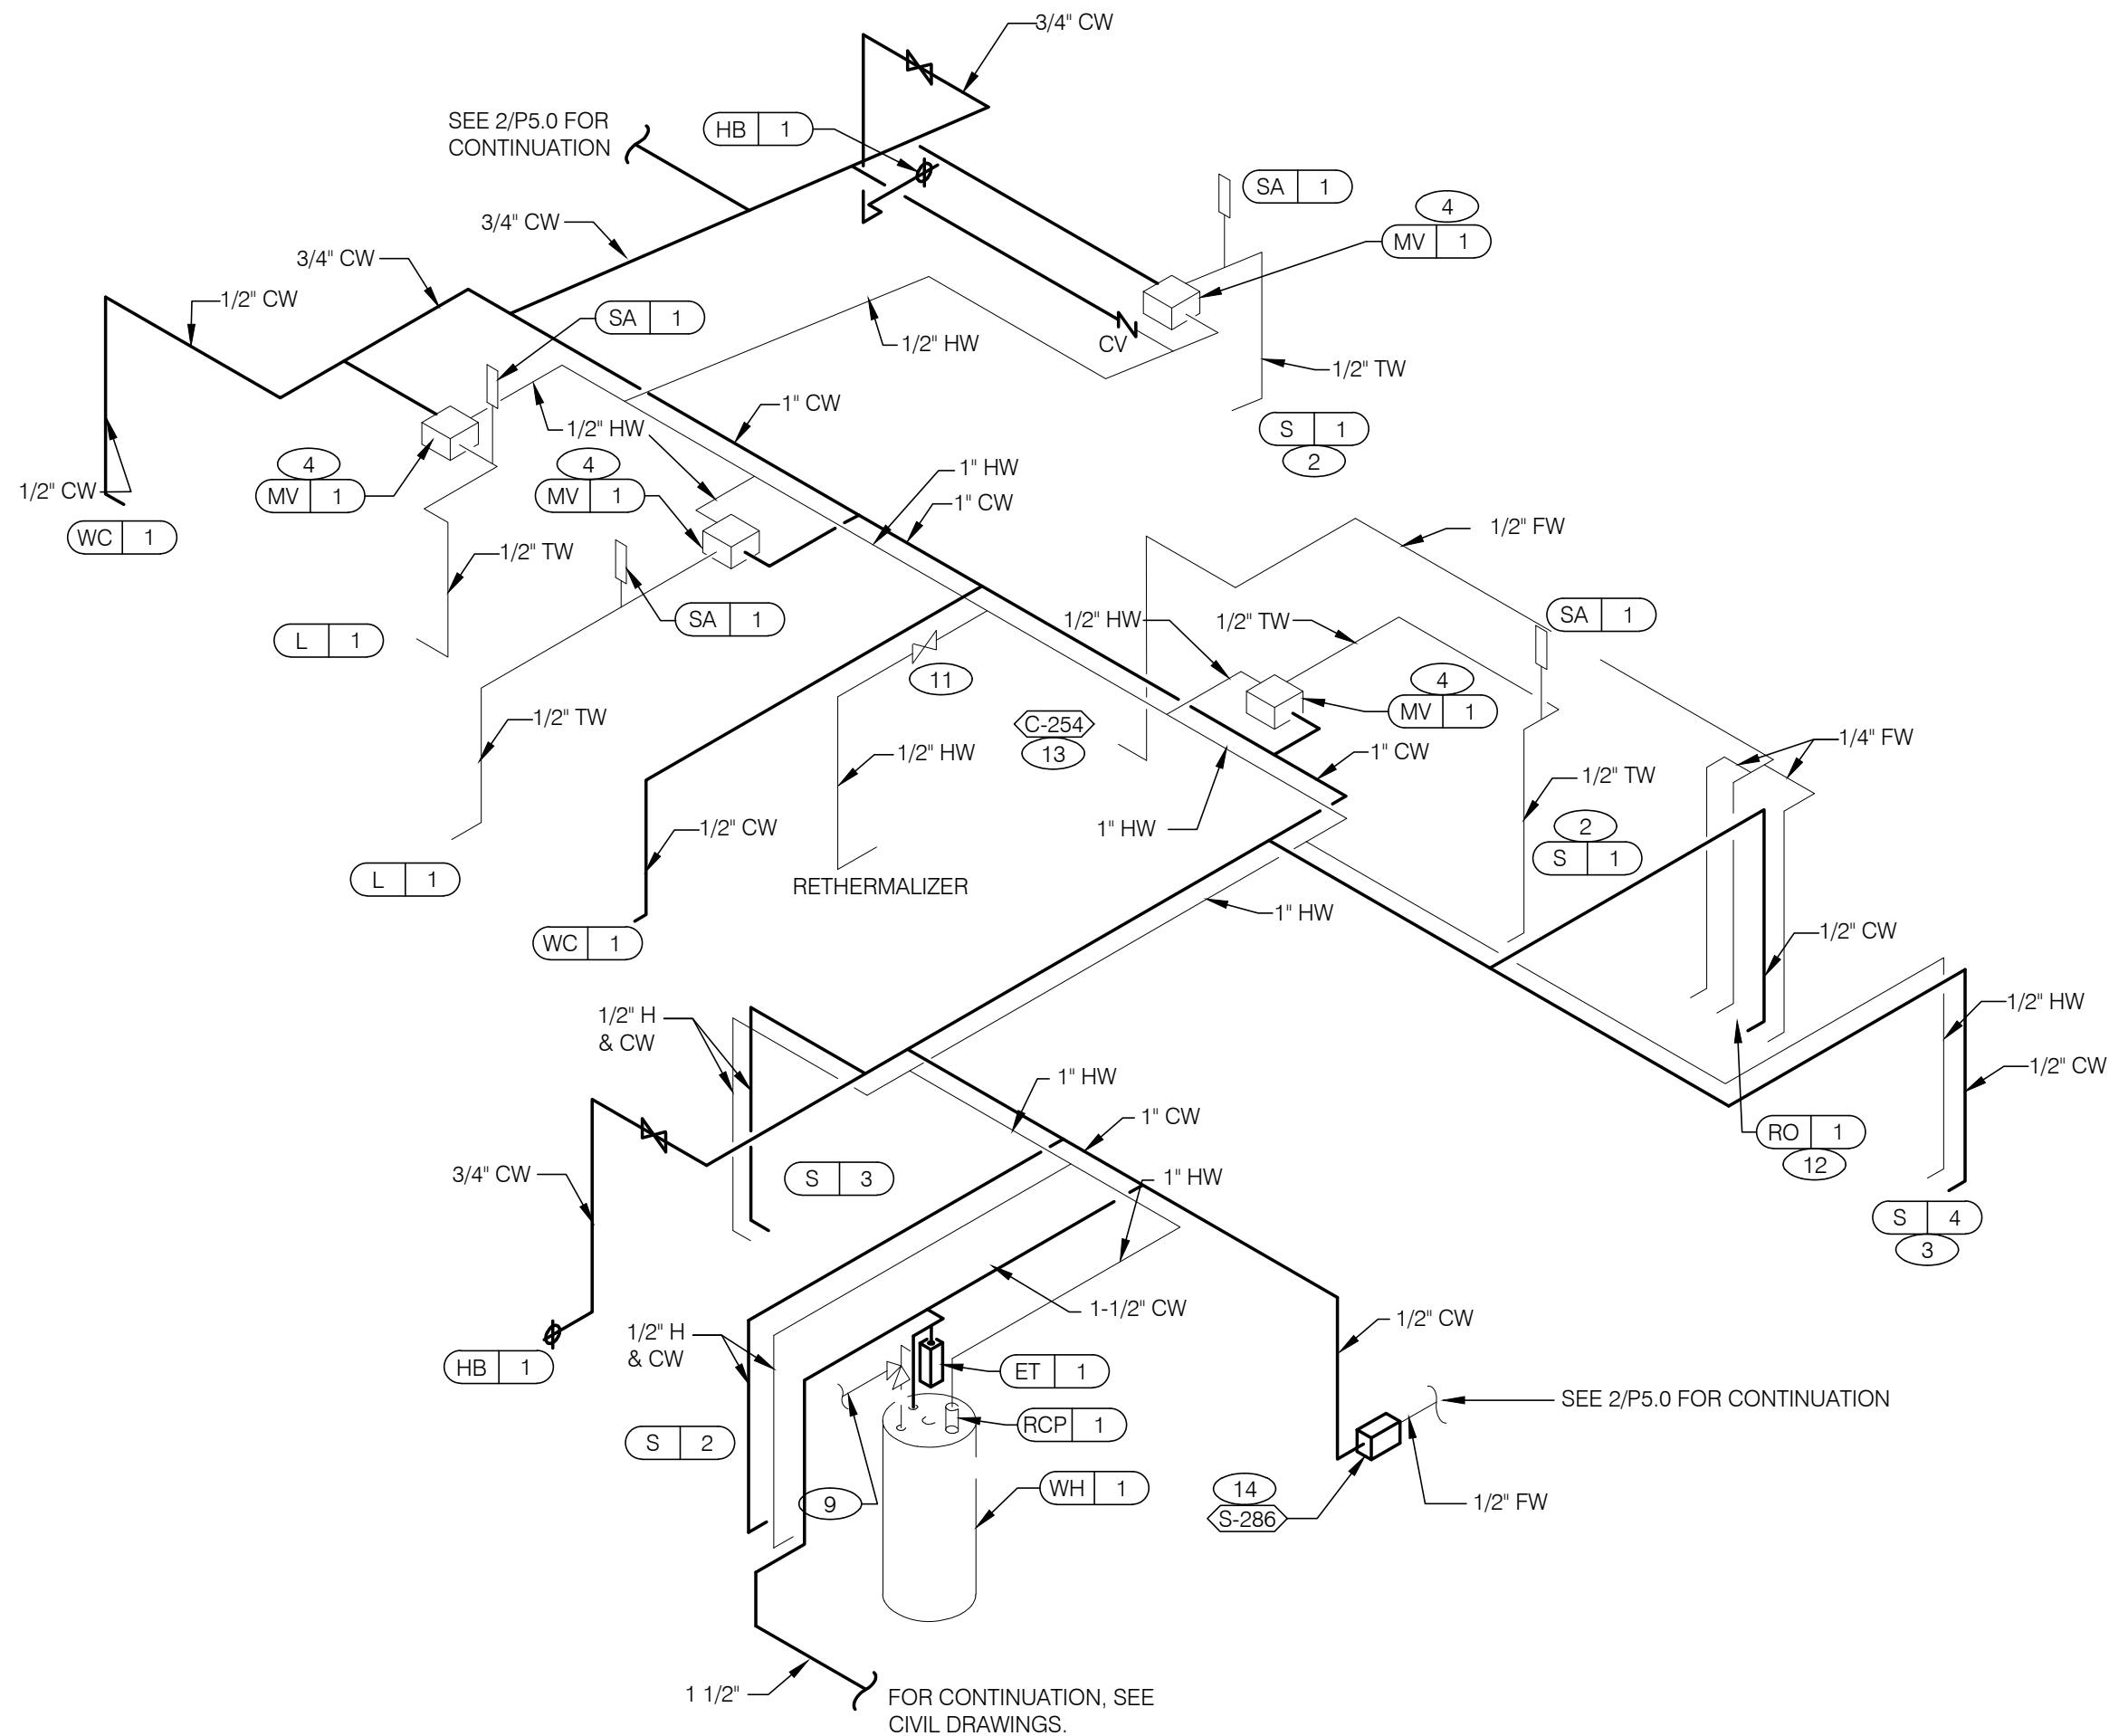 3/4" CW
SEE 2/P5.0 FOR
CONTINUATION
HB 1
SA 1
4
MV 1
3/4" CW
3/4" CW
1/2" CW
SA 1
1/2" HW
CV
1/2" TW
1" CW
1/2" HW
S 1
2
4
MV 1
4
MV 1
1" HW
1/2" CW
1" CW
WC 1
1/2" FW
1/2" TW
SA 1
L 1
SA 1
1/2" HW
1/2" TW
11
4
MV 1
1/2" TW
C-254
13
1/2" HW
1" CW
1/4" FW
1/2" TW
1/2" CW
1" HW
2
S 1
L 1
RETHERMALIZER
1" HW
1/2" CW
WC 1
1/2" H
& CW
1/2" HW
1/2" CW
1" HW
1" CW
RO 1
12
3/4" CW
S 3
1" HW
S 4
3
1-1/2" CW
1/2" CW
1/2" H
& CW
HB 1
ET 1
SEE 2/P5.0 FOR CONTINUATION
RCP 1
S 2
WH 1
14
9
1/2" FW
S-286
1 1/2"
FOR CONTINUATION, SEE
CIVIL DRAWINGS.